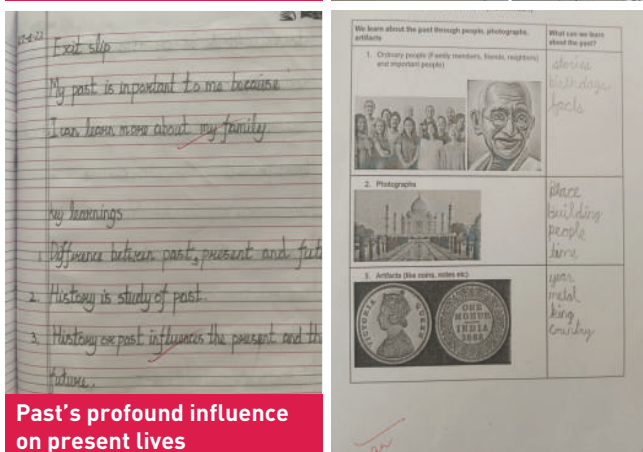 Exit slip
My past is inportant to me because
I can learn more about my family
key learnings
1. Difference between past, present and fut
2. History is study of past.
3. History or past influences the present and th
future.
Past's profound influence
on present lives
We learn about the past through people, photographs,
artifacts
What can we learn
about the past?
1. Ordinary people (Family members, friends, neighbors)
and important people)
stories
birthdays
facts
2. Photographs
place
building
people
time
3. Artifacts (like coins, notes etc)
year
metal
king
country
VICTORIA QUEEN
ONE
MOHUR
INDIA